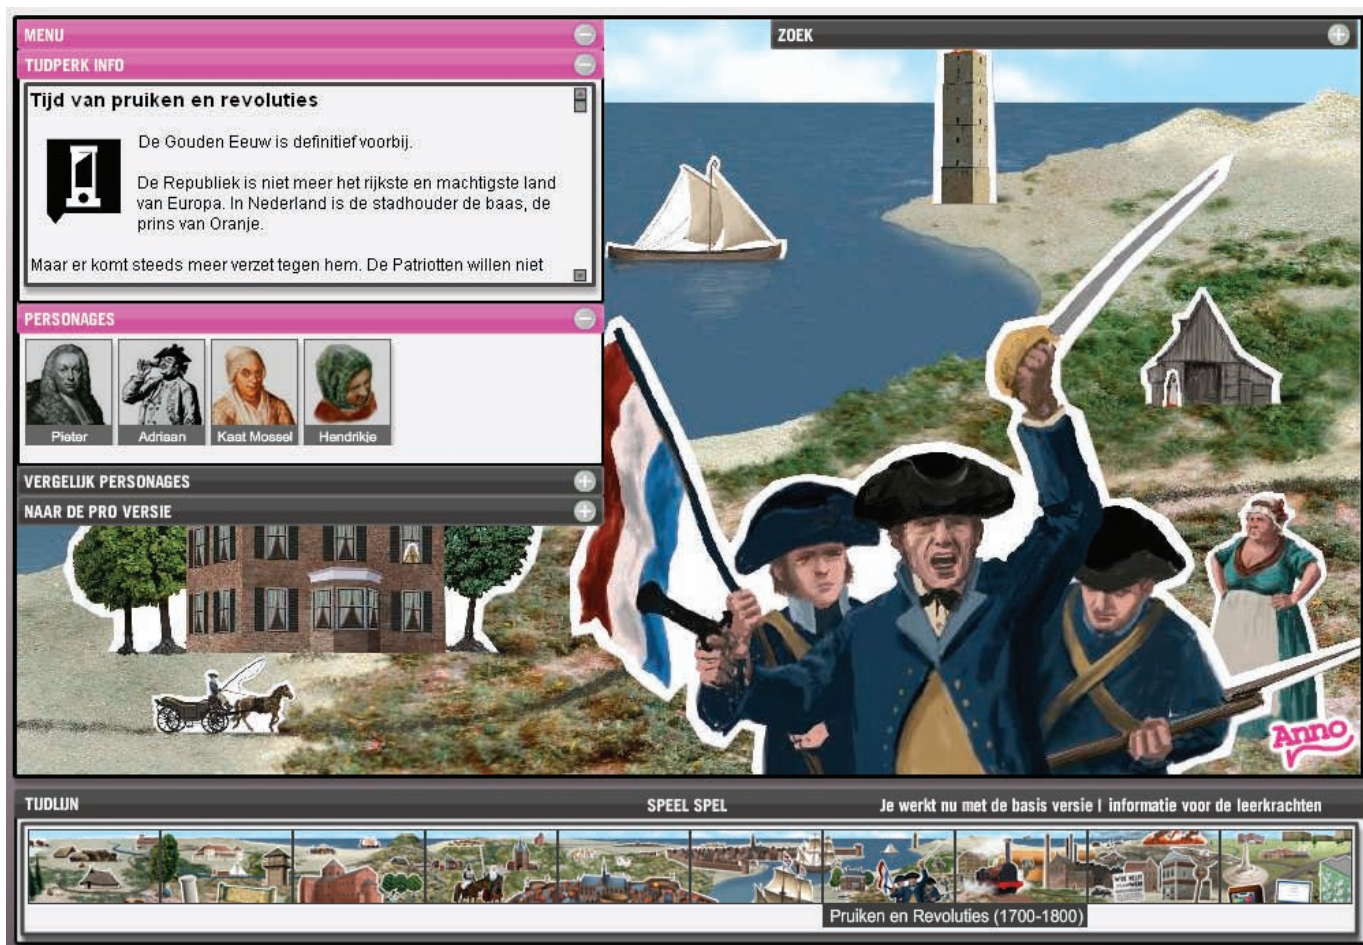 MENU
ZOEK
TIJDPERK INFO
Tijd van pruiken en revoluties
De Gouden Eeuw is definitief voorbij.
De Republiek is niet meer het rijkste en machtigste land
van Europa. In Nederland is de stadhouder de baas, de
prins van Oranje.
Maar er komt steeds meer verzet tegen hem. De Patriotten willen niet
PERSONAGES
Pieter
Adriaan
Kaat Mossel
Hendrikje
VERGELIJK PERSONAGES
NAAR DE PRO VERSIE
Anno
TIJDLIJN
SPEEL SPEL
Je werkt nu met de basis versie | informatie voor de leerkrachten
Pruiken en Revoluties (1700-1800)